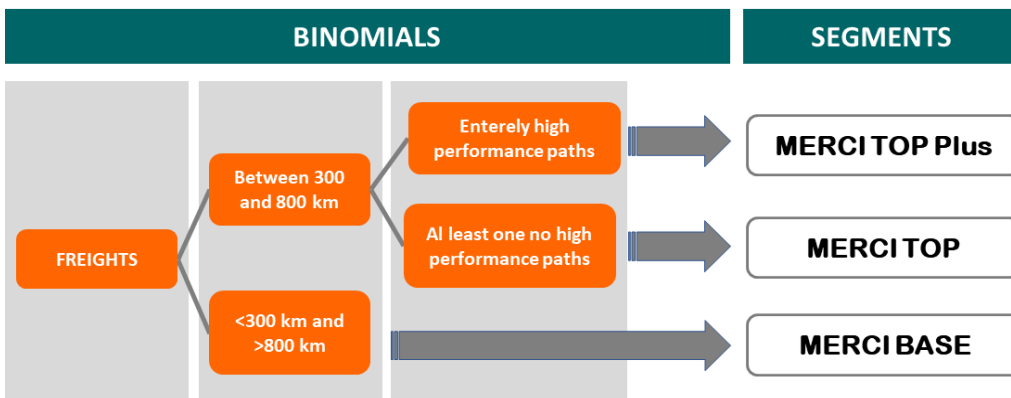 BINOMIALS
SEGMENTS
Enterely high
performance paths
MERCI TOP Plus
Between 300
and 800 km
Al least one no high
performance paths
MERCI TOP
FREIGHTS
<300 km and
>800 km
MERCI BASE